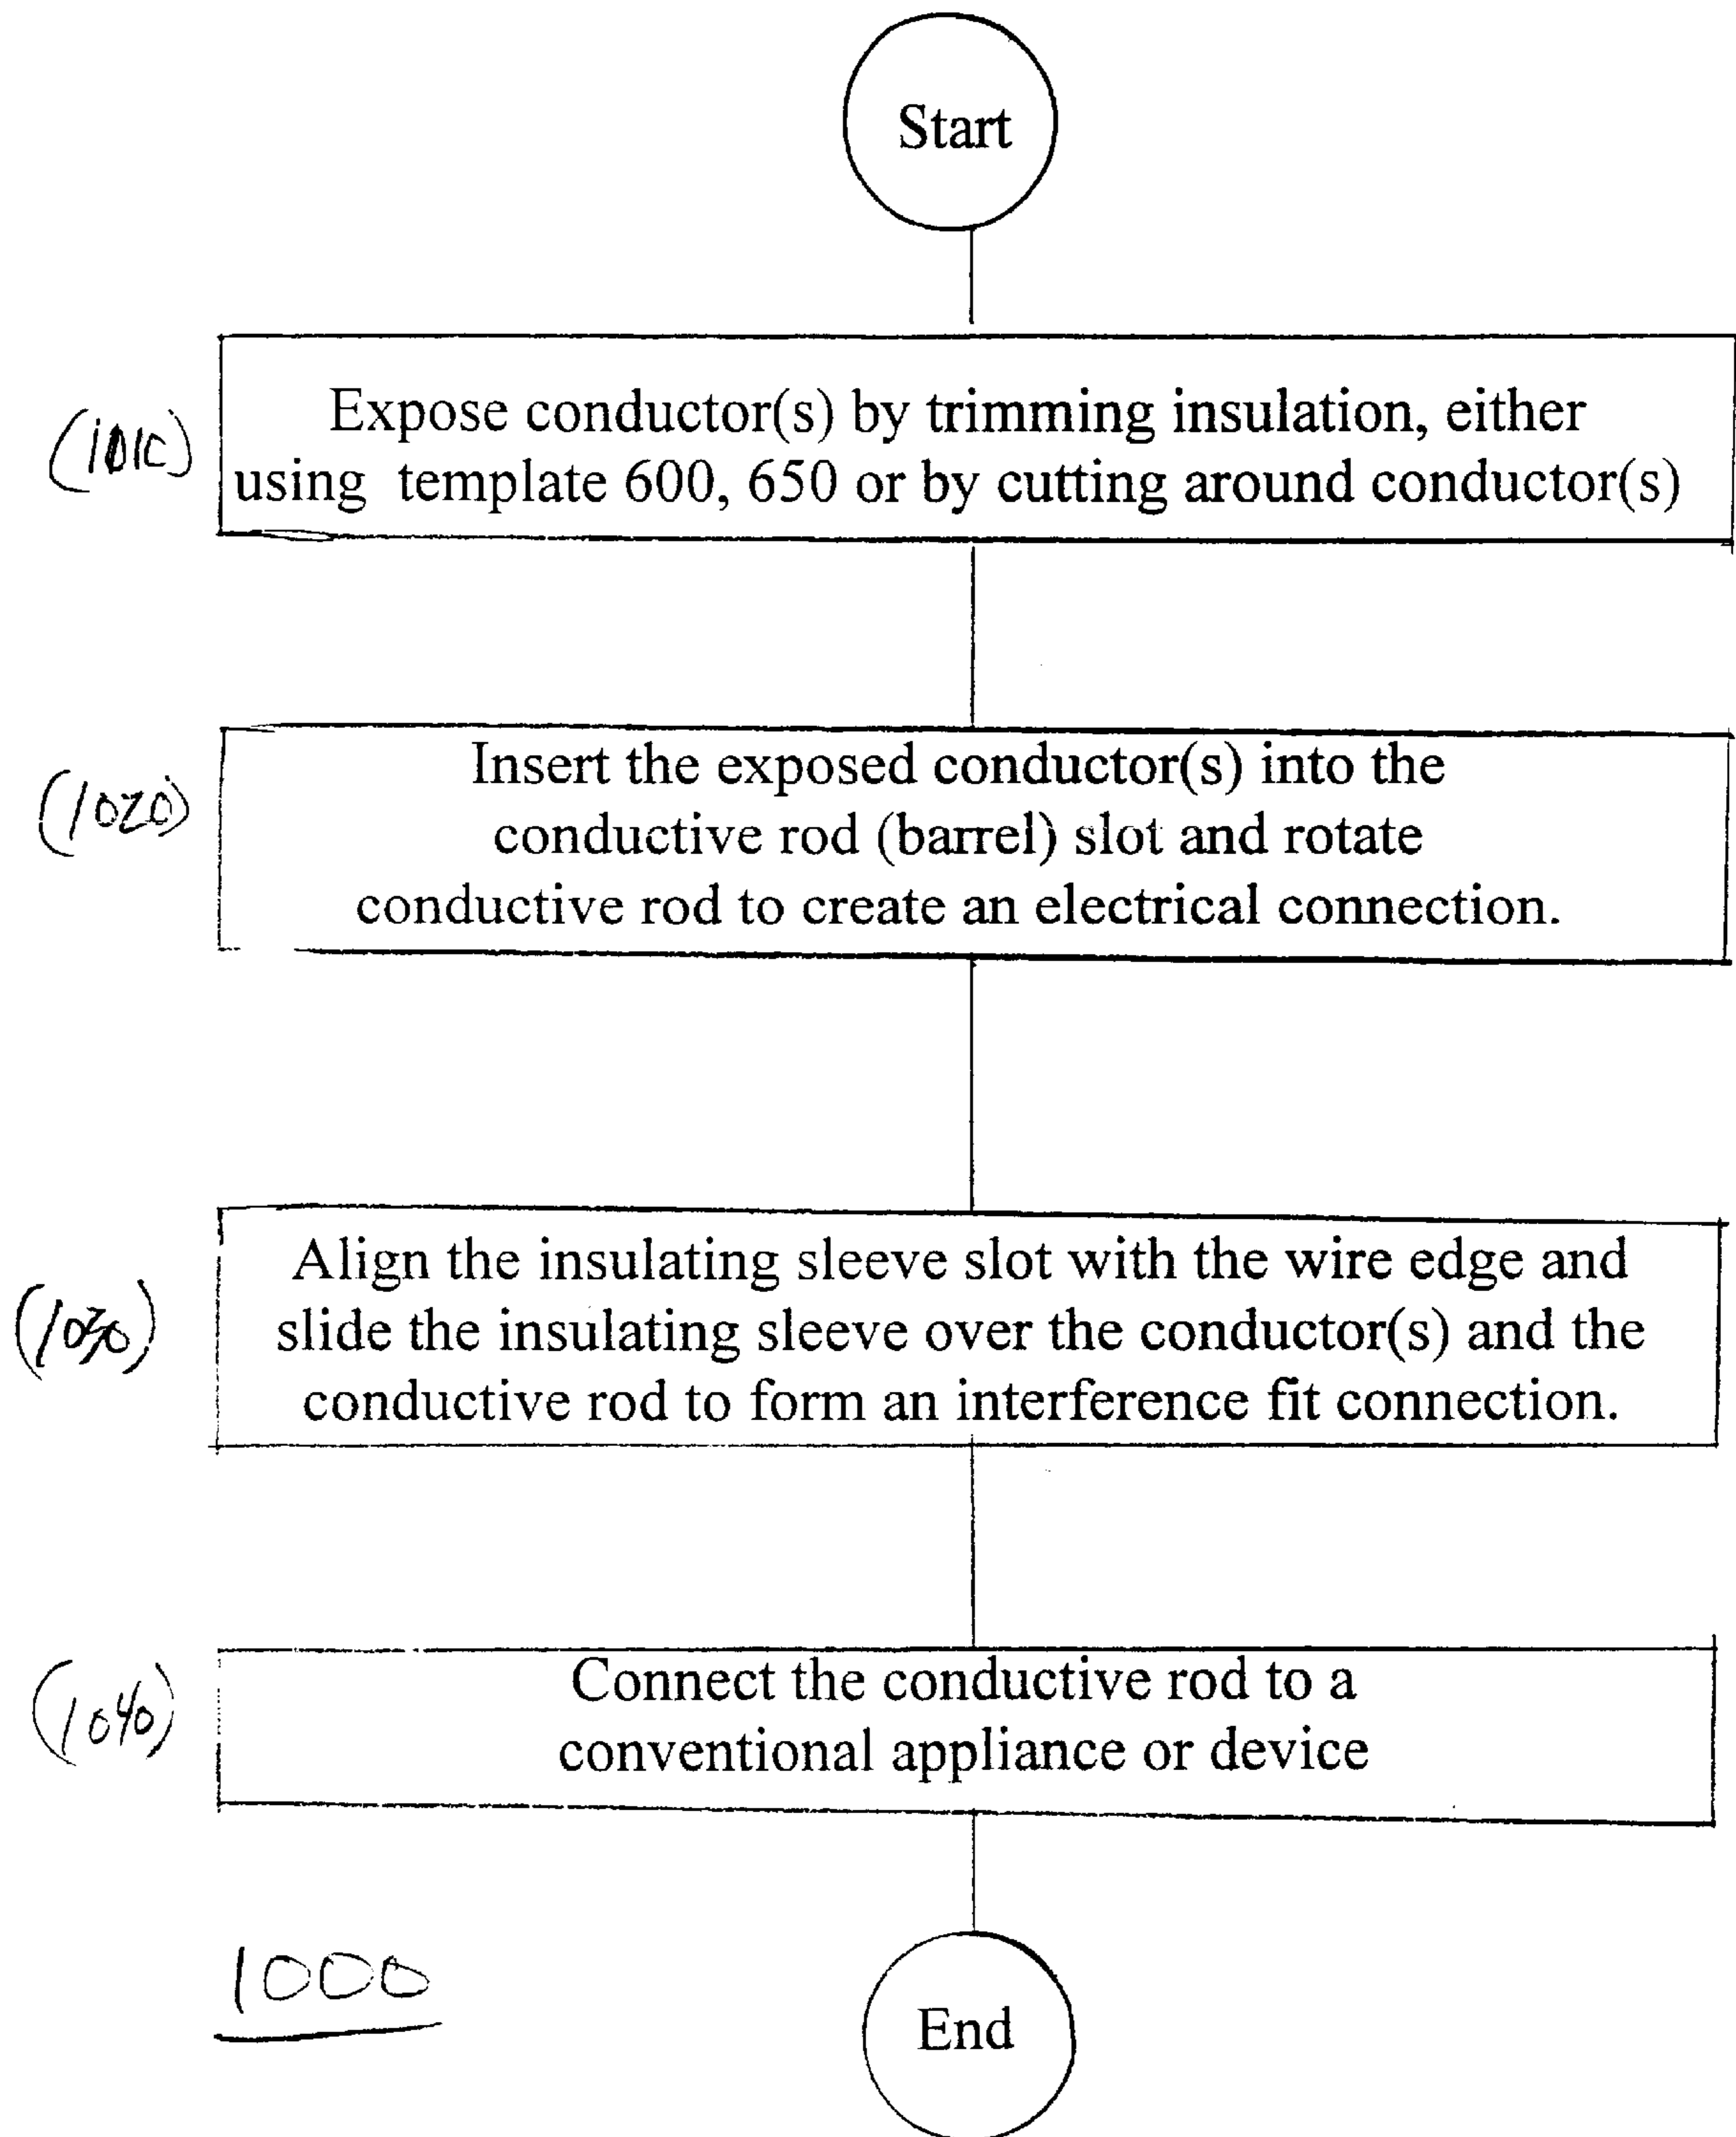 Start
(1010)
Expose conductor(s) by trimming insulation, either
using template 600, 650 or by cutting around conductor(s)
(1020)
Insert the exposed conductor(s) into the
conductive rod (barrel) slot and rotate
conductive rod to create an electrical connection.
(1030)
Align the insulating sleeve slot with the wire edge and
slide the insulating sleeve over the conductor(s) and the
conductive rod to form an interference fit connection.
(1040)
Connect the conductive rod to a
conventional appliance or device
1000
End